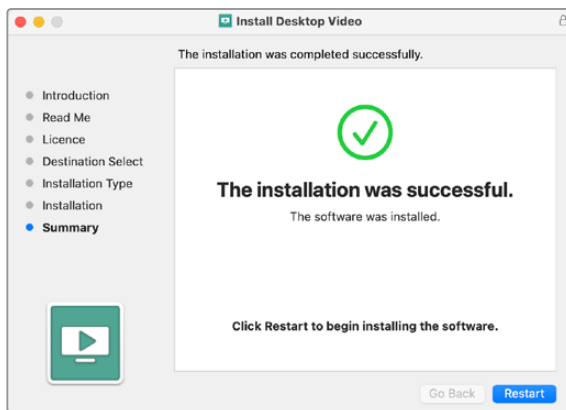 Install Desktop Video
The installation was completed successfully.
Introduction
Read Me
Licence
Destination Select
Installation Type
Installation
Summary
The installation was successful.
The software was installed.
Click Restart to begin installing the software.
Go Back
Restart